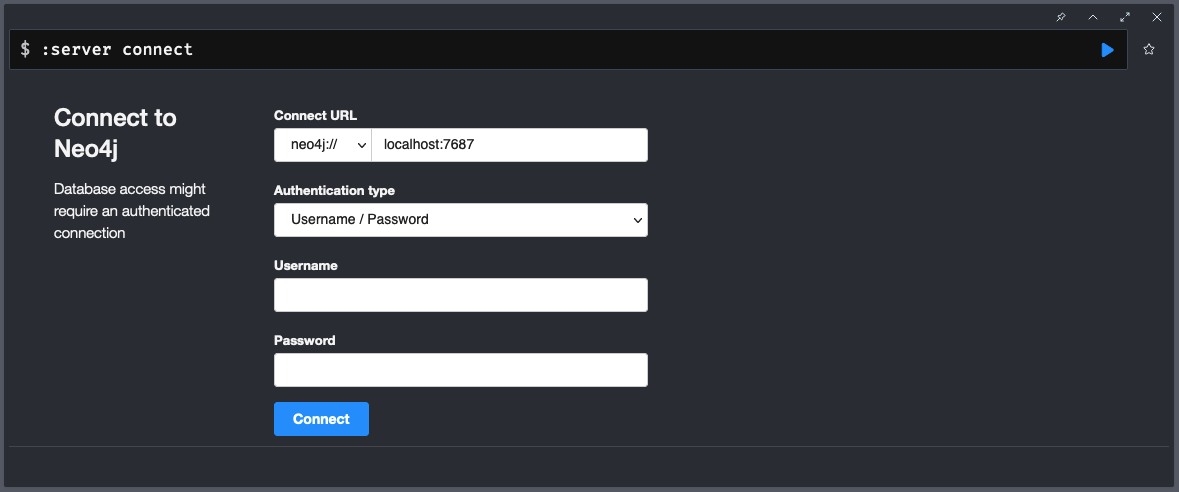 $ :server connect
Connect to
Neo4j
Database access might
require an authenticated
connection
Connect URL
neo4j://
localhost:7687
Authentication type
Username / Password
Username
Password
Connect